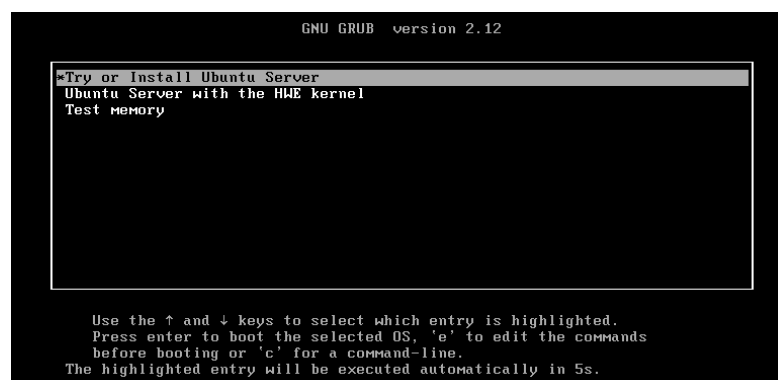 GNU GRUB version 2.12
*Try or Install Ubuntu Server
Ubuntu Server with the HWE kernel
Test memory
Use the ↑ and ↓ keys to select which entry is highlighted.
Press enter to boot the selected OS, `e' to edit the commands
before booting or `c' for a command-line.
The highlighted entry will be executed automatically in 5s.